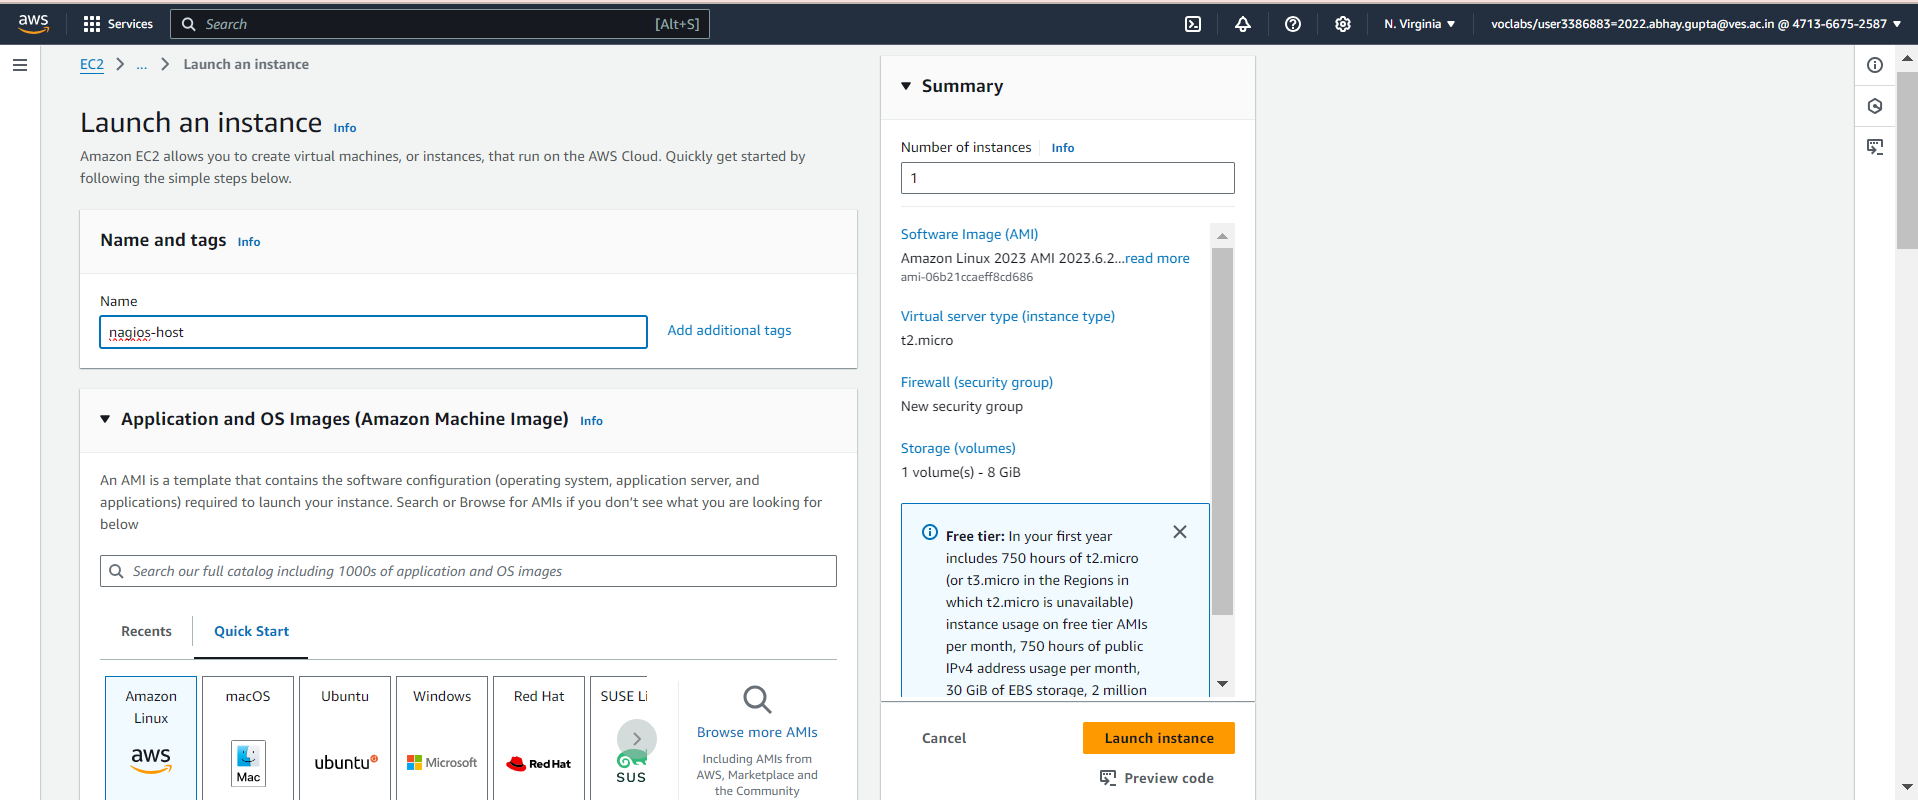 aws
Services
Search
[Alt+S]
N. Virginia
voclabs/user3386883=2022.abhay.gupta@ves.ac.in @ 4713-6675-2587
EC2
...
Launch an instance
Launch an instance Info
Amazon EC2 allows you to create virtual machines, or instances, that run on the AWS Cloud. Quickly get started by
following the simple steps below.
Name and tags Info
Name
nagios-host
Add additional tags
Application and OS Images (Amazon Machine Image) Info
An AMI is a template that contains the software configuration (operating system, application server, and
applications) required to launch your instance. Search or Browse for AMIs if you don't see what you are looking for
below
Search our full catalog including 1000s of application and OS images
Recents
Quick Start
Amazon
Linux
aws
macOS
Mac
Ubuntu
ubuntu
Windows
Microsoft
Red Hat
Red Hat
SUSE Li
SUS
Browse more AMIs
Including AMIs from
AWS, Marketplace and
the Community
Summary
Number of instances Info
1
Software Image (AMI)
Amazon Linux 2023 AMI 2023.6.2...read more
ami-06b21ccaeff8cd686
Virtual server type (instance type)
t2.micro
Firewall (security group)
New security group
Storage (volumes)
1 volume(s) - 8 GiB
Free tier: In your first year
includes 750 hours of t2.micro
(or t3.micro in the Regions in
which t2.micro is unavailable)
instance usage on free tier AMIs
per month, 750 hours of public
IPv4 address usage per month,
30 GiB of EBS storage, 2 million
Cancel
Launch instance
Preview code